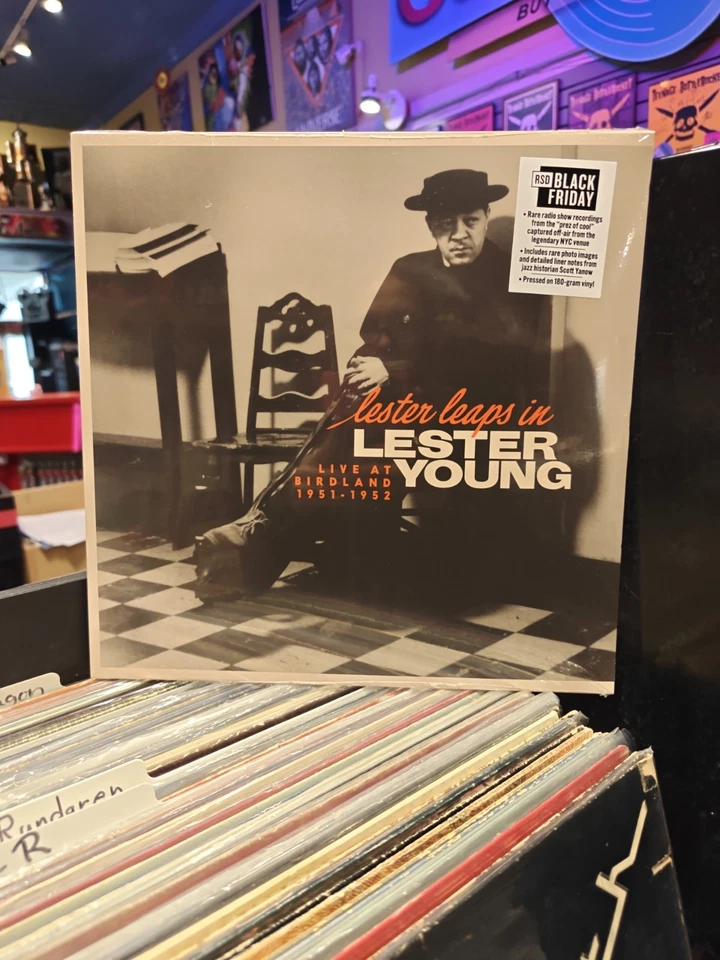 BUY
RSD BLACK
FRIDAY
• Rare radio show recordings
from the "prez of cool"
captured off-air from the
legendary NYC venue
• Includes rare photo images
and detailed liner notes from
jazz historian Scott Yanow
• Pressed on 180-gram vinyl
lester leaps in
LESTER
YOUNG
LIVE AT
BIRDLAND
1951-1952
Rundgren
R